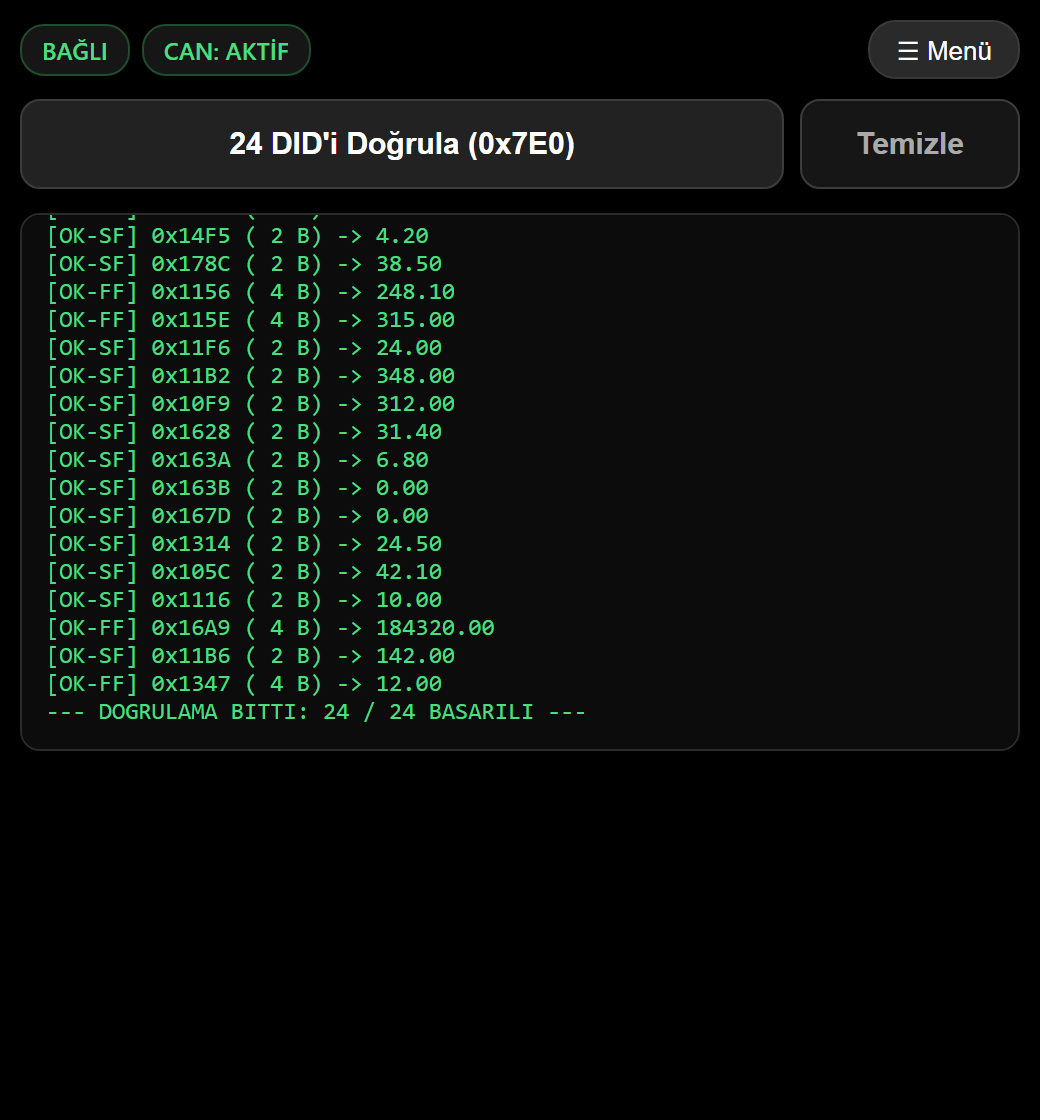 BAĞLI CAN: AKTİF ☰ Menü
24 DID'i Doğrula (0x7E0) Temizle
[OK-SF] 0x14F5 ( 2 B) -> 4.20
[OK-SF] 0x178C ( 2 B) -> 38.50
[OK-FF] 0x1156 ( 4 B) -> 248.10
[OK-FF] 0x115E ( 4 B) -> 315.00
[OK-SF] 0x11F6 ( 2 B) -> 24.00
[OK-SF] 0x11B2 ( 2 B) -> 348.00
[OK-SF] 0x10F9 ( 2 B) -> 312.00
[OK-SF] 0x1628 ( 2 B) -> 31.40
[OK-SF] 0x163A ( 2 B) -> 6.80
[OK-SF] 0x163B ( 2 B) -> 0.00
[OK-SF] 0x167D ( 2 B) -> 0.00
[OK-SF] 0x1314 ( 2 B) -> 24.50
[OK-SF] 0x105C ( 2 B) -> 42.10
[OK-SF] 0x1116 ( 2 B) -> 10.00
[OK-FF] 0x16A9 ( 4 B) -> 184320.00
[OK-SF] 0x11B6 ( 2 B) -> 142.00
[OK-FF] 0x1347 ( 4 B) -> 12.00
--- DOGRULAMA BITTI: 24 / 24 BASARILI ---